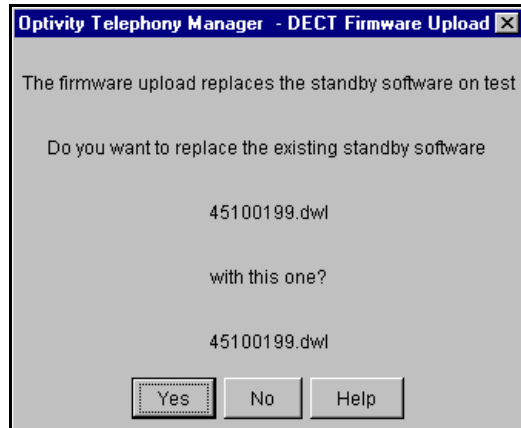 Optivity Telephony Manager - DECT Firmware Upload
The firmware upload replaces the standby software on test
Do you want to replace the existing standby software
45100199.dwl
with this one?
45100199.dwl
Yes No Help